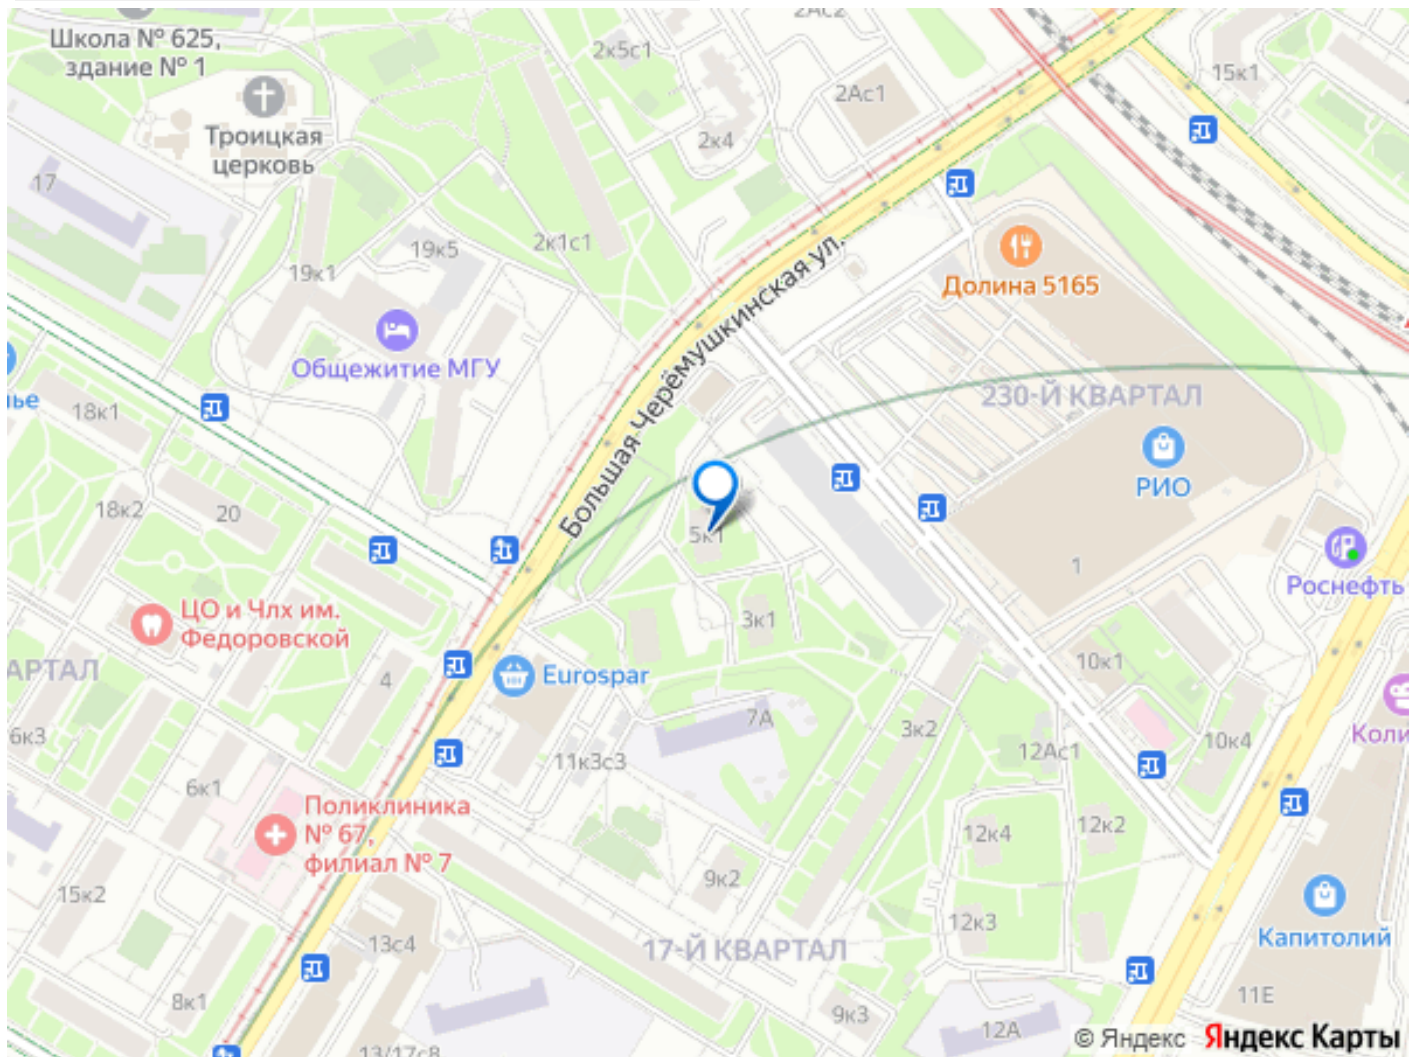 2Ас2
Школа № 625,
здание № 1
2к5с1
15к1
2Ас1
Троицкая
церковь
2к4
17
19к5
2к1с1
19к1
Долина 5165
Большая Черёмушкинская ул.
Общежитие МГУ
230-Й КВАРТАЛ
ье
18к1
РИО
18к2
20
5к1
1
Роснефть
ЦО и Члх им.
Федоровской
3к1
АРТАЛ
4
Eurospar
10к1
7А
3к2
6к3
12Ас1
10к4
Коли
11к3с3
6к1
Поликлиника
№ 67,
филиал № 7
12к4
12к2
9к2
15к2
12к3
13с4
17-Й КВАРТАЛ
Капитолий
8к1
11Е
9к3
12А
13/17с8
© Яндекс Яндекс Карты